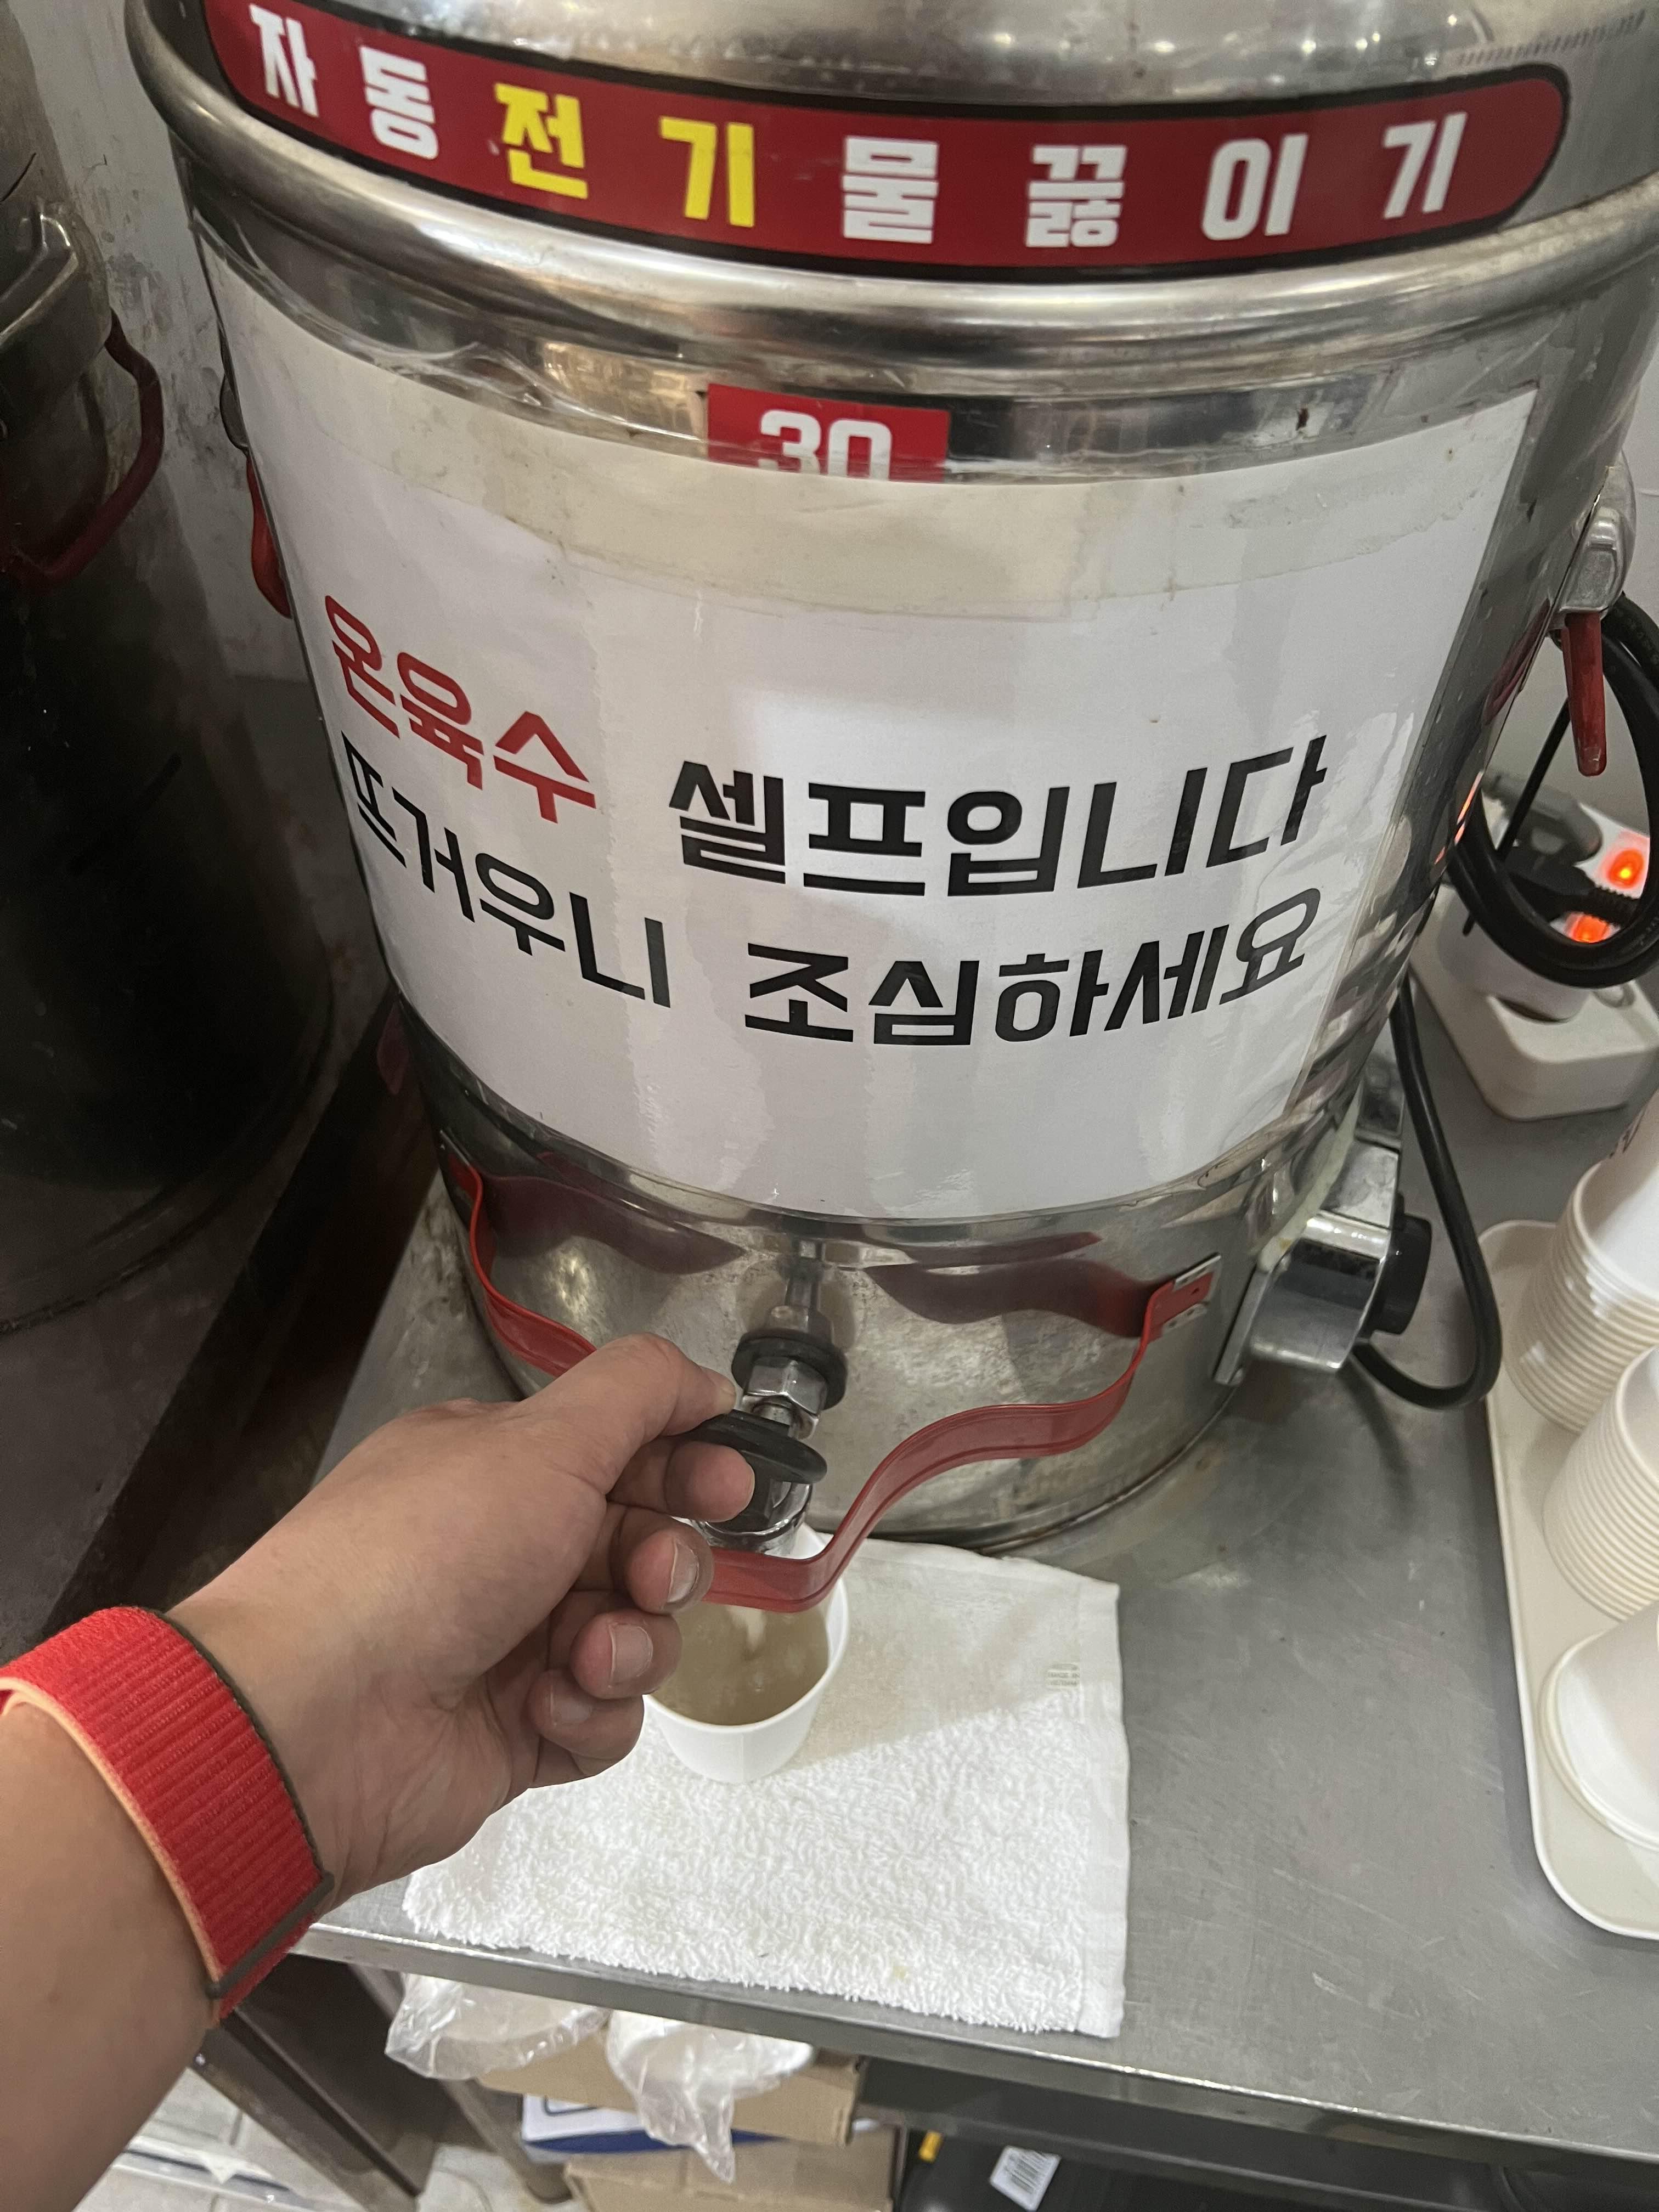 자동전기물끓이기
30
온육수 셀프입니다
뜨거우니 조심하세요